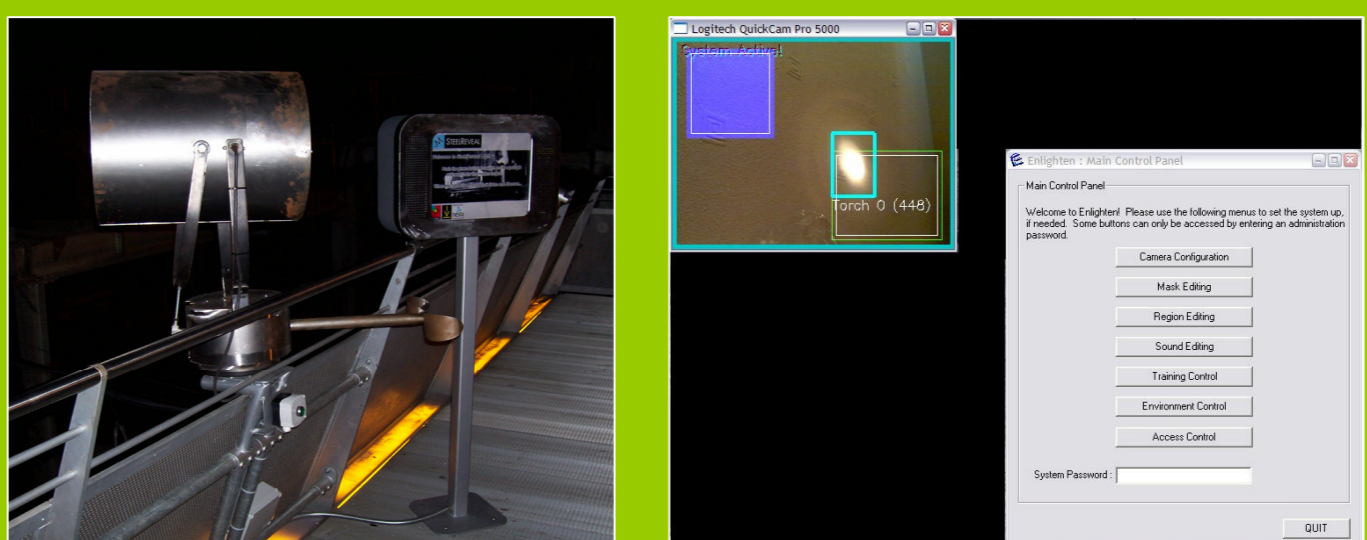 STEELREVEAL
Logitech QuickCam Pro 5000
System Active!
Torch 0 (448)
Enlighten : Main Control Panel
Main Control Panel
Welcome to Enlighten! Please use the following menus to set the system up,
if needed. Some buttons can only be accessed by entering an administration
password.
Camera Configuration
Mask Editing
Region Editing
Sound Editing
Training Control
Environment Control
Access Control
System Password :
QUIT